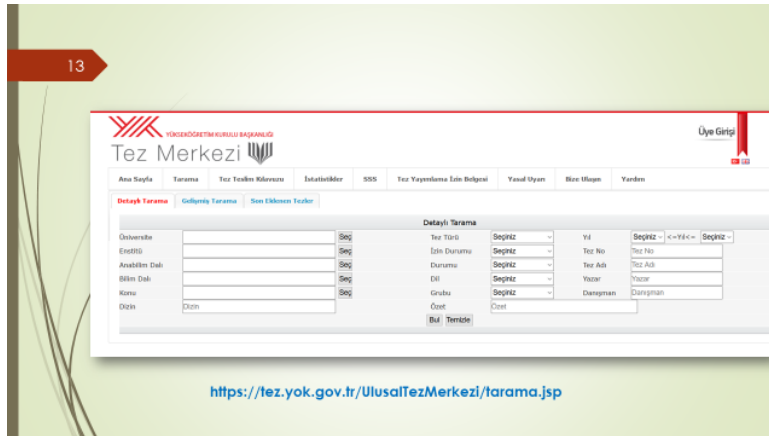 13
YÜKSEKÖĞRETİM KURULU BAŞKANLIĞI
Tez Merkezi
Üye Girişi
Ana Sayfa Tarama Tez Teslim Kılavuzu İstatistikler SSS Tez Yayınlama İzin Belgesi Yasal Uyarı Bize Ulaşın Yardım
Detaylı Tarama Gelişmiş Tarama Son Eklenen Tezler
Detaylı Tarama
Üniversite Seç Tez Türü Seçiniz Yıl Seçiniz <=Yıl<= Seçiniz
Enstitü Seç İzin Durumu Seçiniz Tez No Tez No
Anabilim Dalı Seç Durumu Seçiniz Tez Adı Tez Adı
Bilim Dalı Seç Dil Seçiniz Yazar Yazar
Konu Seç Grubu Seçiniz Danışman Danışman
Dizin Dizin Özet Özet
Bul Temizle
https://tez.yok.gov.tr/UlusalTezMerkezi/tarama.jsp